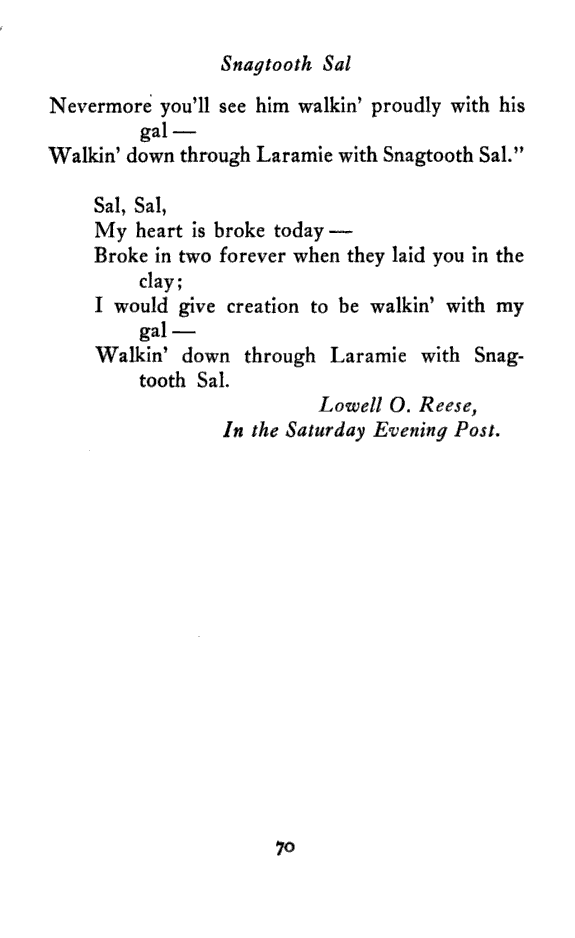 Snagtooth Sal
Nevermore you'll see him walkin' proudly with his
gal —
Walkin' down through Laramie with Snagtooth Sal."
Sal, Sal,
My heart is broke today —
Broke in two forever when they laid you in the
clay;
I would give creation to be walkin' with my
gal —
Walkin' down through Laramie with Snag-
tooth Sal.
Lowell O. Reese,
In the Saturday Evening Post.
70